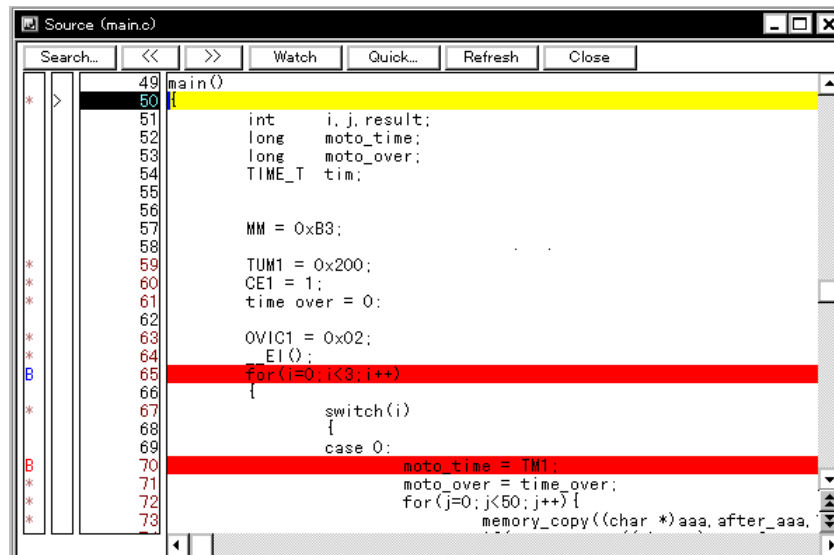 Source (main.c)
Search... << >> Watch Quick... Refresh Close
49 main()
* > 50 {
51 int i, j, result;
52 long moto_time;
53 long moto_over;
54 TIME_T tim;
55
56
57 MM = 0xB3;
58
* 59 TUM1 = 0x200;
* 60 CE1 = 1;
* 61 time over = 0:
62
* 63 OVIC1 = 0x02;
* 64 __EI();
B 65 for(i=0;i<3;i++)
66 {
* 67 switch(i)
68 {
69 case 0:
B 70 moto_time = TM1;
* 71 moto_over = time_over;
* 72 for(j=0;j<50;j++){
* 73 memory_copy((char *)aaa,after_aaa,